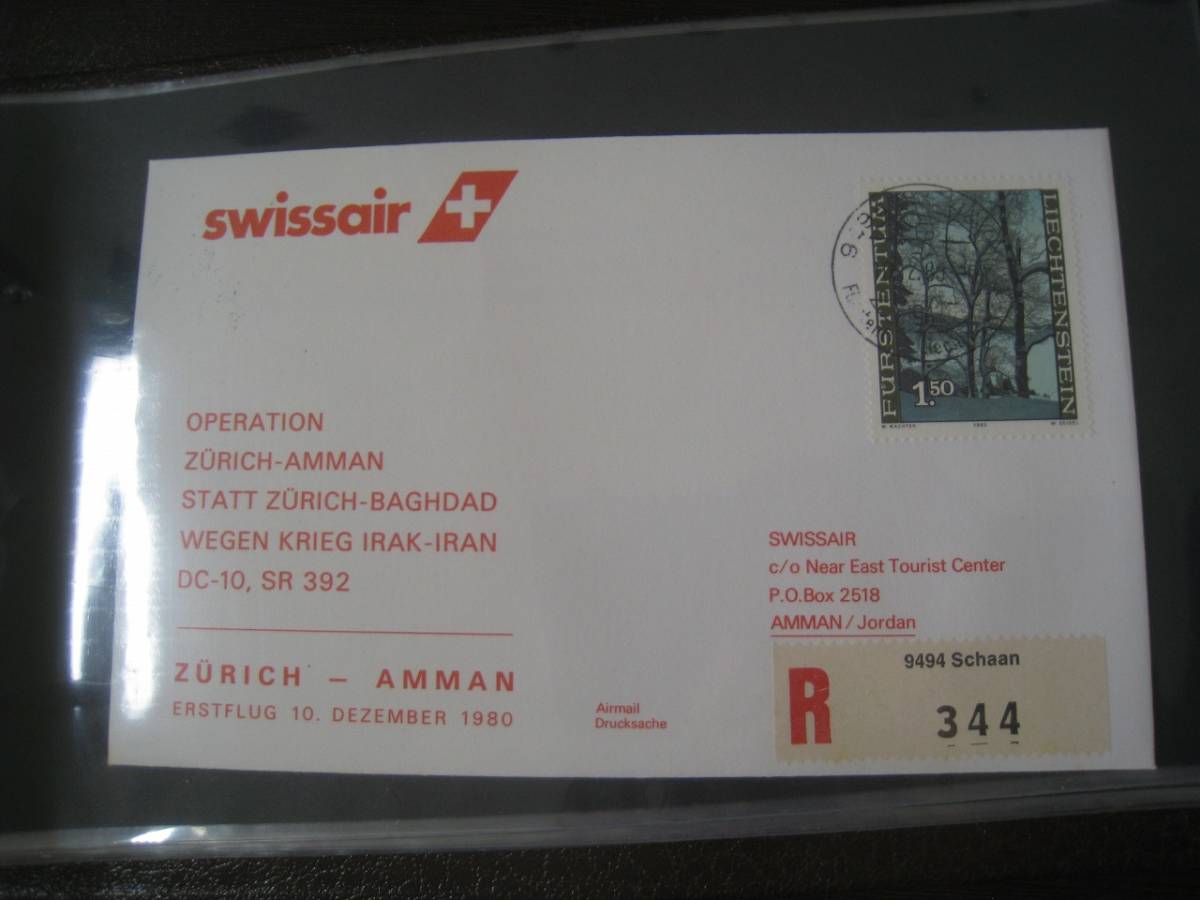 swissair
FÜRSTENTUM
LIECHTENSTEIN
1.50
1980
OPERATION
ZÜRICH-AMMAN
STATT ZÜRICH-BAGHDAD
WEGEN KRIEG IRAK-IRAN
DC-10, SR 392
ZÜRICH – AMMAN
ERSTFLUG 10. DEZEMBER 1980
Airmail
Drucksache
SWISSAIR
c/o Near East Tourist Center
P.O.Box 2518
AMMAN/Jordan
R
9494 Schaan
344